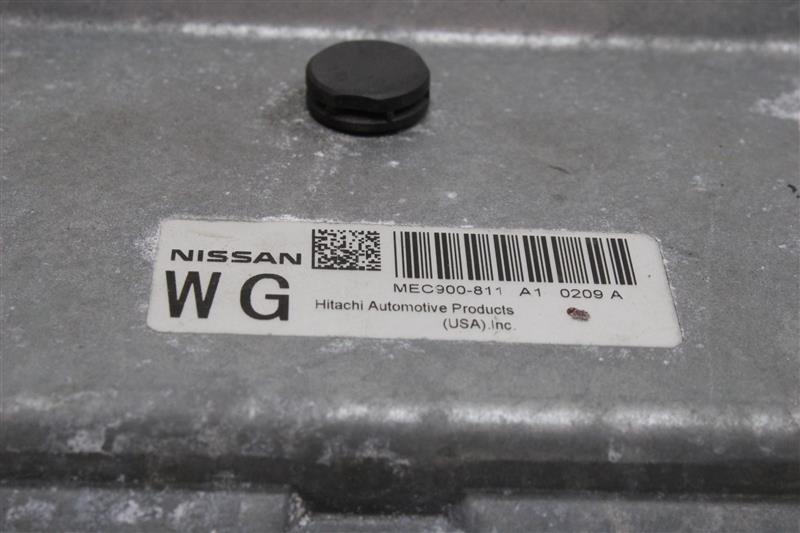 NISSAN
WG
MEC900-811 A1 0209 A
Hitachi Automotive Products
(USA).Inc.